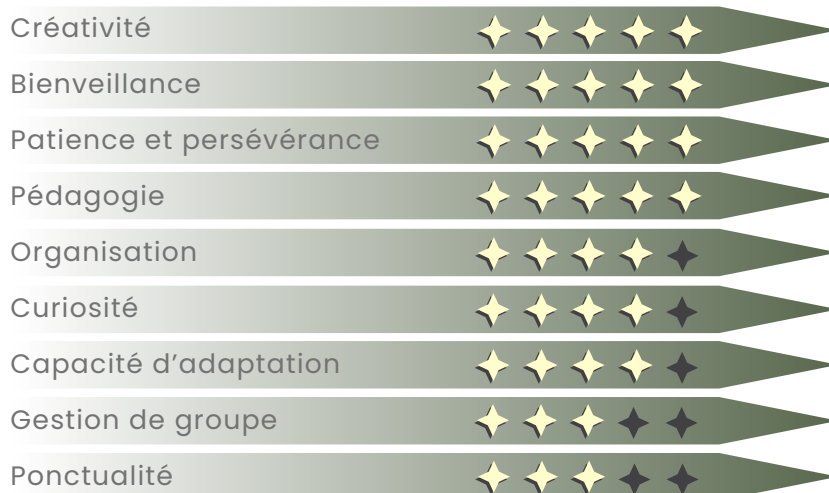 Créativité
Bienveillance
Patience et persévérance
Pédagogie
Organisation
Curiosité
Capacité d’adaptation
Gestion de groupe
Ponctualité